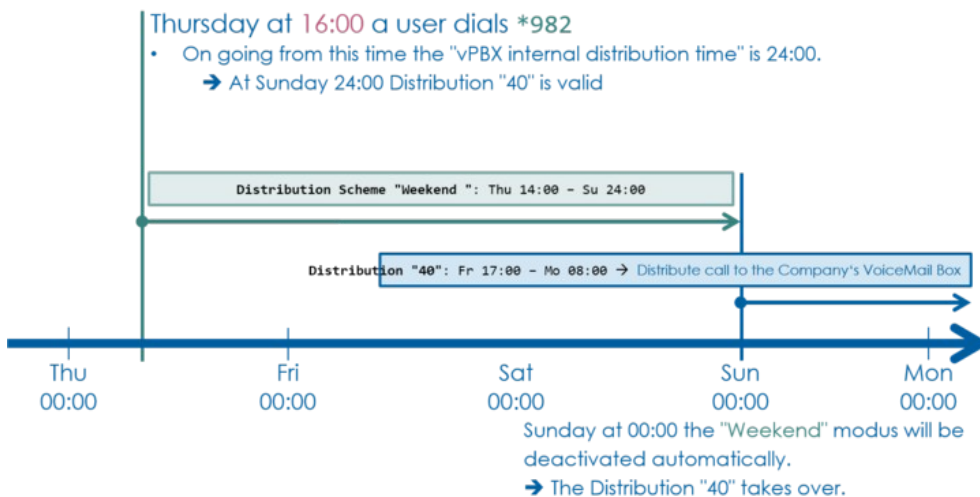 Thursday at 16:00 a user dials *982
• On going from this time the "vPBX internal distribution time" is 24:00.
➔ At Sunday 24:00 Distribution "40" is valid
Distribution Scheme "Weekend ": Thu 14:00 – Su 24:00
Distribution "40": Fr 17:00 – Mo 08:00 → Distribute call to the Company's VoiceMail Box
Thu Fri Sat Sun Mon
00:00 00:00 00:00 00:00 00:00
Sunday at 00:00 the "Weekend" modus will be
deactivated automatically.
➔ The Distribution "40" takes over.